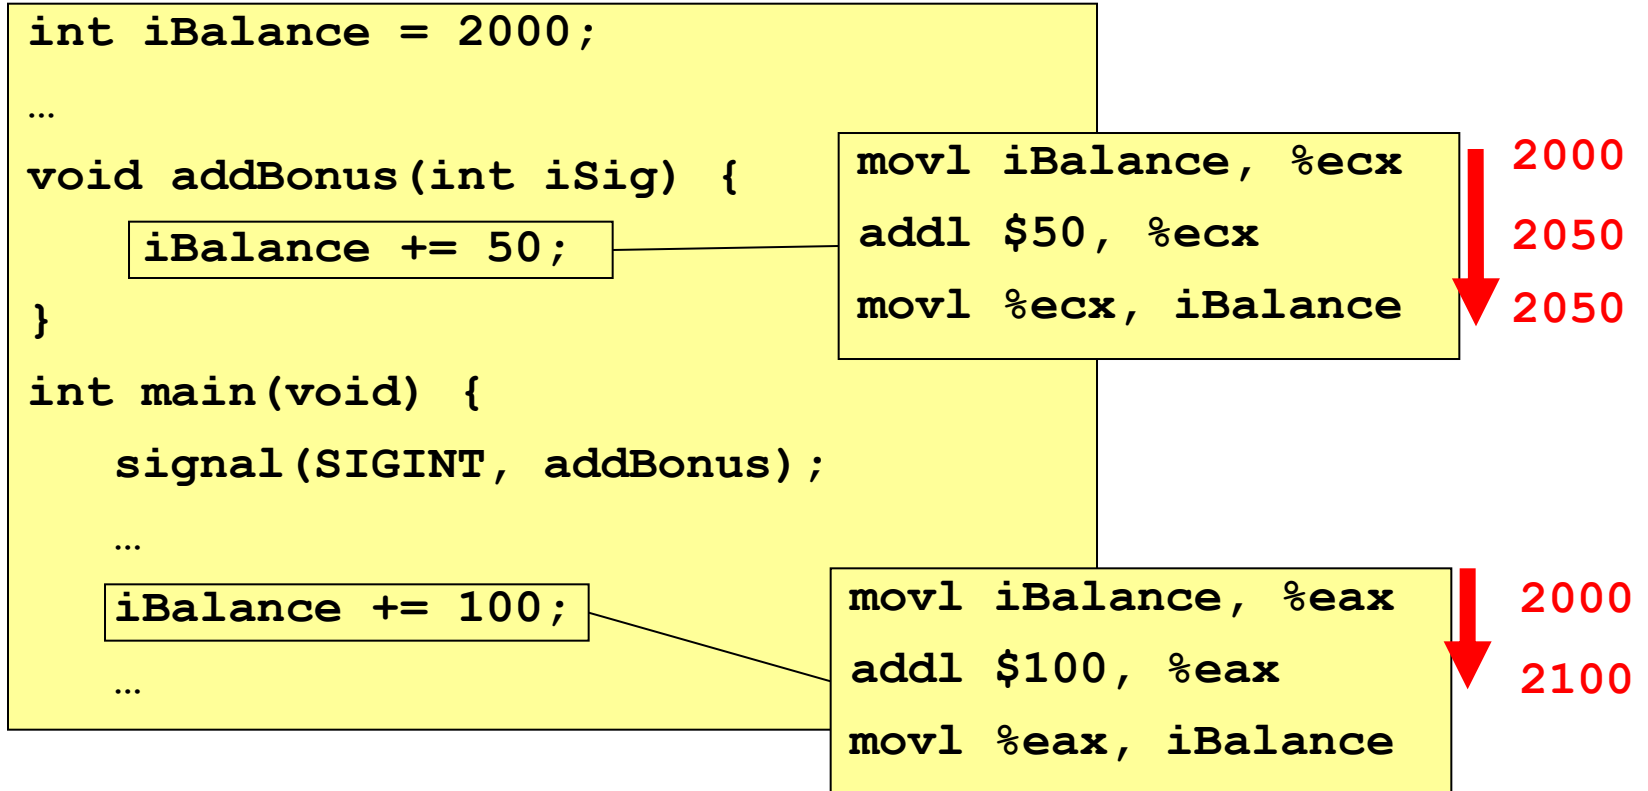 int iBalance = 2000;
…
void addBonus(int iSig) {
iBalance += 50;
}
int main(void) {
signal(SIGINT, addBonus);
…
iBalance += 100;
…
movl iBalance, %ecx
addl $50, %ecx
movl %ecx, iBalance
2000
2050
2050
movl iBalance, %eax
addl $100, %eax
movl %eax, iBalance
2000
2100